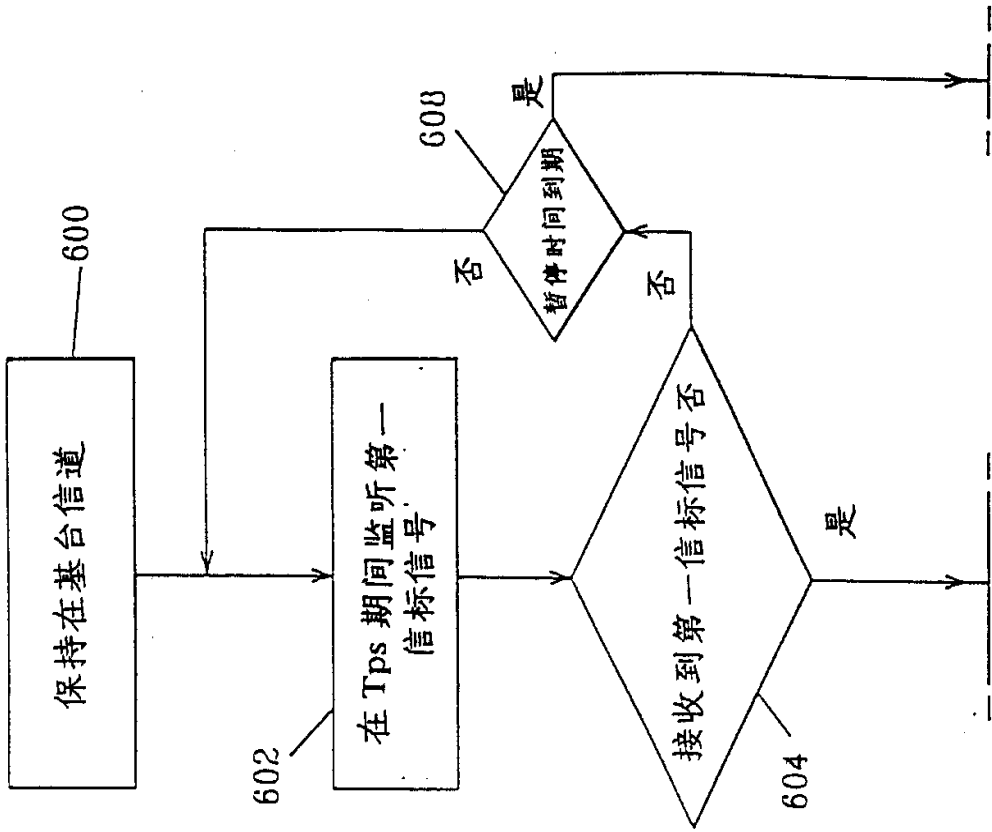 保持在基台信道
600
在Tps期间监听第一
信标信号
602
接收到第一信标信号否
604
是
否
暂停时间到期
608
否
是